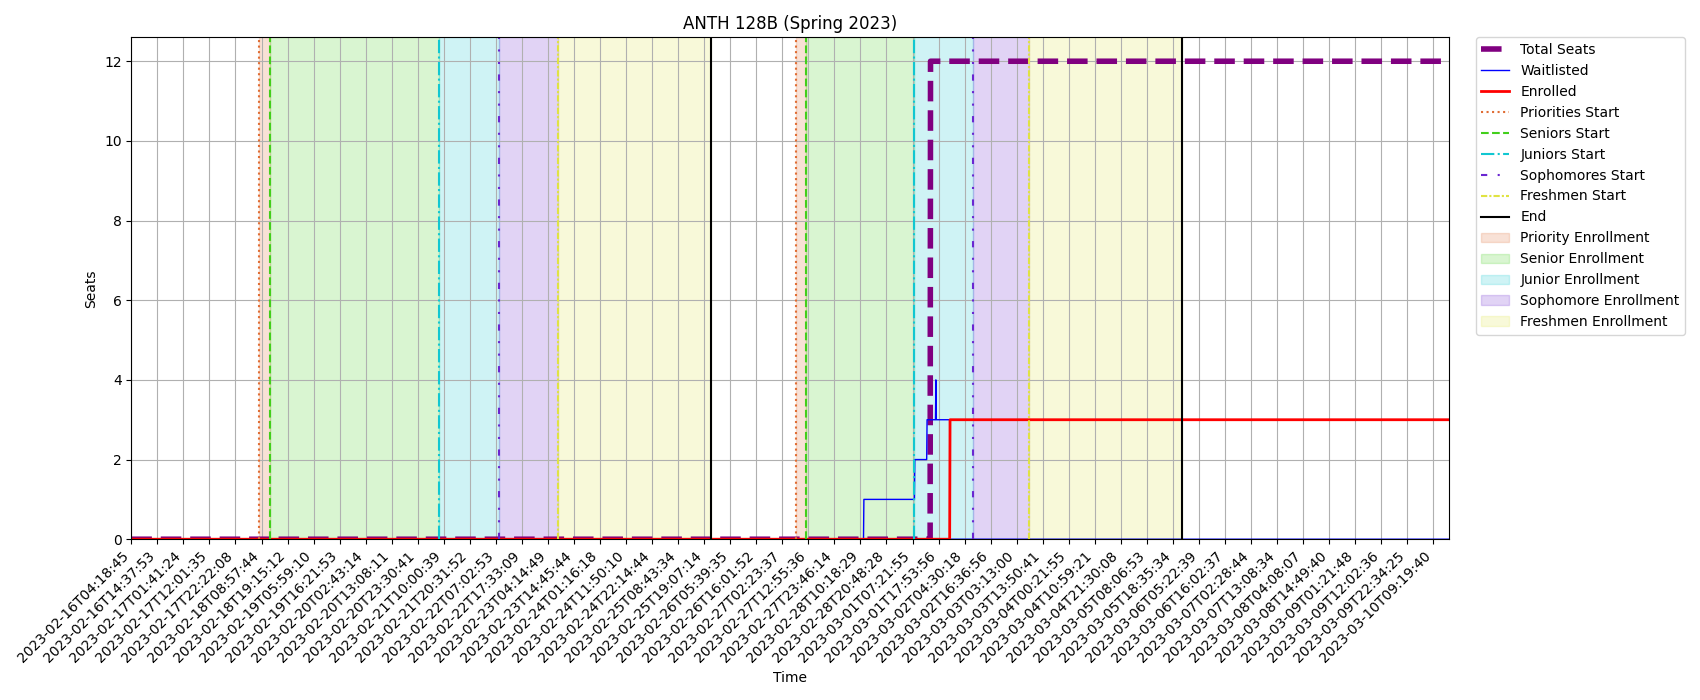 ANTH 128B (Spring 2023)
Seats
12
10
8
6
4
2
0
2023-02-16T04:18:45
2023-02-16T14:37:53
2023-02-17T01:41:24
2023-02-17T12:01:35
2023-02-17T22:22:08
2023-02-18T08:57:44
2023-02-18T19:15:12
2023-02-19T05:59:10
2023-02-19T16:21:53
2023-02-20T02:43:14
2023-02-20T13:08:11
2023-02-20T23:30:41
2023-02-21T10:00:39
2023-02-21T20:31:52
2023-02-22T07:02:53
2023-02-22T17:33:09
2023-02-23T04:14:49
2023-02-23T14:45:44
2023-02-24T01:16:18
2023-02-24T11:50:10
2023-02-24T22:14:44
2023-02-25T08:43:34
2023-02-25T19:07:14
2023-02-26T05:39:35
2023-02-26T16:01:52
2023-02-27T02:23:37
2023-02-27T12:55:36
2023-02-27T23:46:14
2023-02-28T10:18:29
2023-02-28T20:48:28
2023-03-01T07:21:55
2023-03-01T17:53:56
2023-03-02T04:30:18
2023-03-02T16:36:56
2023-03-03T03:13:00
2023-03-03T13:50:41
2023-03-04T00:21:55
2023-03-04T10:59:21
2023-03-04T21:30:08
2023-03-05T08:06:53
2023-03-05T18:35:34
2023-03-06T05:22:39
2023-03-06T16:02:37
2023-03-07T02:28:44
2023-03-07T13:08:34
2023-03-08T04:08:07
2023-03-08T14:49:40
2023-03-09T01:21:48
2023-03-09T12:02:36
2023-03-09T22:34:25
2023-03-10T09:19:40
Time
Total Seats
Waitlisted
Enrolled
Priorities Start
Seniors Start
Juniors Start
Sophomores Start
Freshmen Start
End
Priority Enrollment
Senior Enrollment
Junior Enrollment
Sophomore Enrollment
Freshmen Enrollment